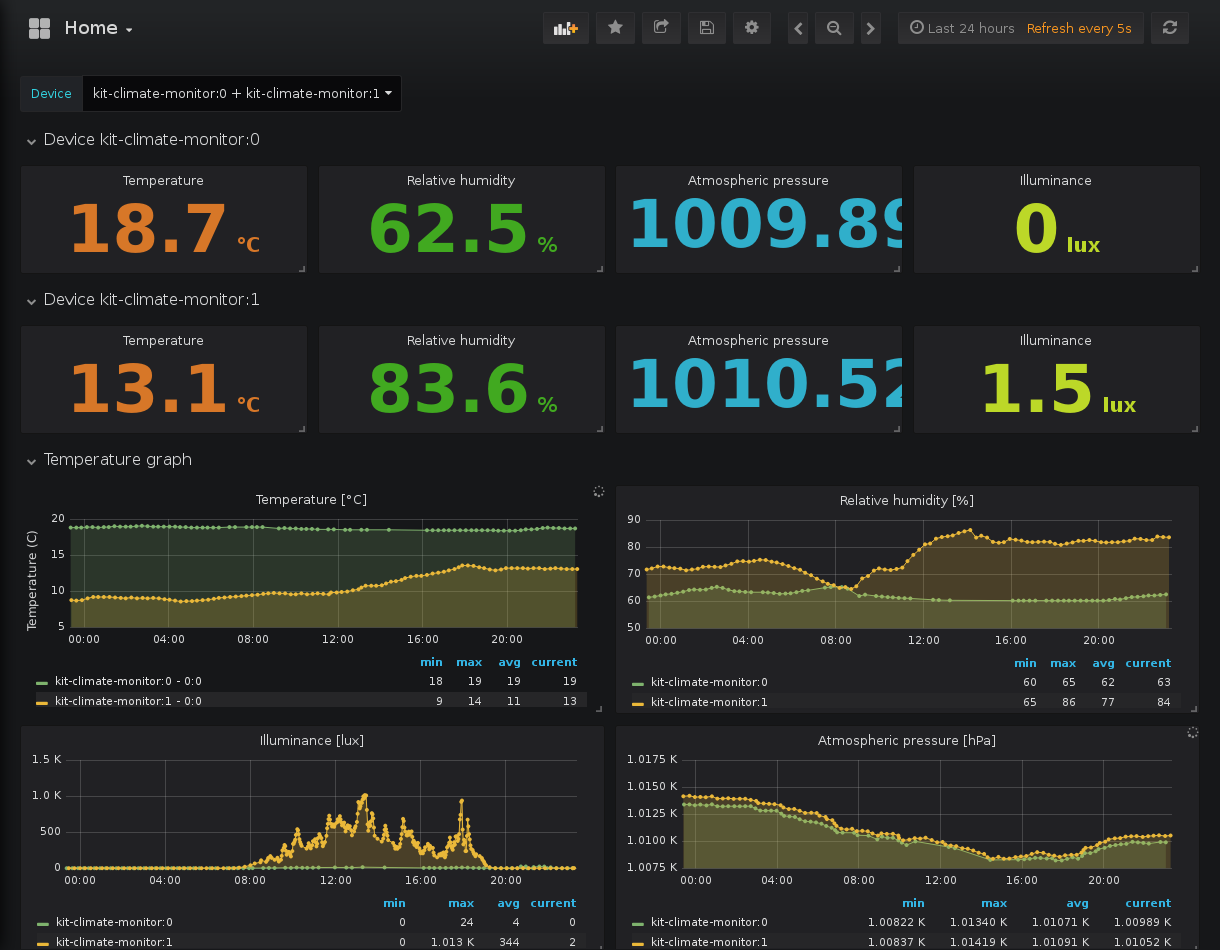 Home
Last 24 hours Refresh every 5s
Device kit-climate-monitor:0 + kit-climate-monitor:1
Device kit-climate-monitor:0
Temperature Relative humidity Atmospheric pressure Illuminance
18.7 °C 62.5 % 1009.89 0 lux
Device kit-climate-monitor:1
Temperature Relative humidity Atmospheric pressure Illuminance
13.1 °C 83.6 % 1010.52 1.5 lux
Temperature graph
Temperature [°C]
Temperature (C)
20
15
10
5
00:00 04:00 08:00 12:00 16:00 20:00
min max avg current
kit-climate-monitor:0 - 0:0 18 19 19 19
kit-climate-monitor:1 - 0:0 9 14 11 13
Relative humidity [%]
90
80
70
60
50
00:00 04:00 08:00 12:00 16:00 20:00
min max avg current
kit-climate-monitor:0 60 65 62 63
kit-climate-monitor:1 65 86 77 84
Illuminance [lux]
1.5 K
1.0 K
500
0
00:00 04:00 08:00 12:00 16:00 20:00
min max avg current
kit-climate-monitor:0 0 24 4 0
kit-climate-monitor:1 0 1.013 K 344 2
Atmospheric pressure [hPa]
1.0175 K
1.0150 K
1.0125 K
1.0100 K
1.0075 K
00:00 04:00 08:00 12:00 16:00 20:00
min max avg current
kit-climate-monitor:0 1.00822 K 1.01340 K 1.01071 K 1.00989 K
kit-climate-monitor:1 1.00837 K 1.01419 K 1.01091 K 1.01052 K